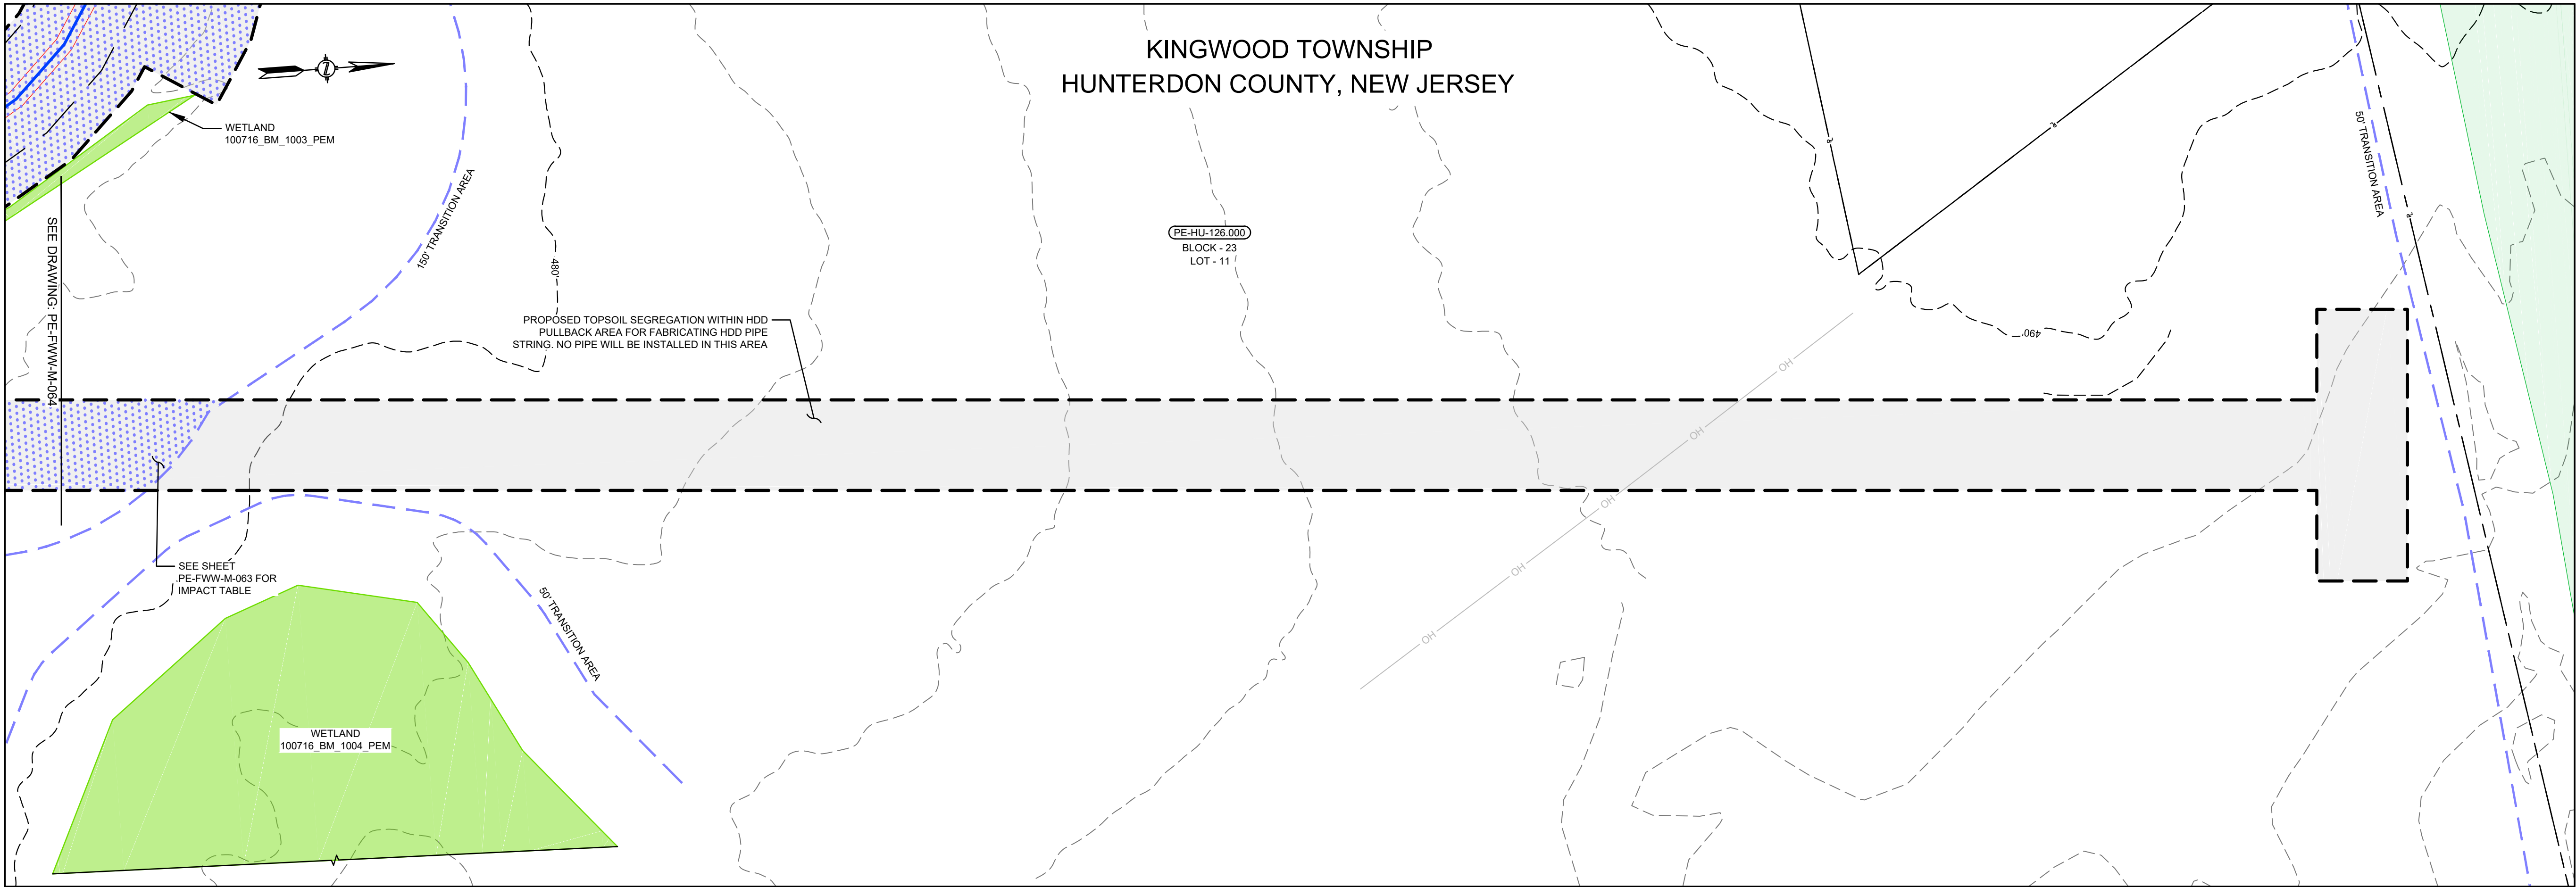 KINGWOOD TOWNSHIP
HUNTERDON COUNTY, NEW JERSEY
Z
WETLAND
100716_BM_1003_PEM
SEE DRAWING: PE-FWW-M-064
150' TRANSITION AREA
480'
PE-HU-126.000
BLOCK - 23
LOT - 11
PROPOSED TOPSOIL SEGREGATION WITHIN HDD
PULLBACK AREA FOR FABRICATING HDD PIPE
STRING. NO PIPE WILL BE INSTALLED IN THIS AREA
50' TRANSITION AREA
490'
OH
OH
OH
OH
OH
SEE SHEET
PE-FWW-M-063 FOR
IMPACT TABLE
50' TRANSITION AREA
WETLAND
100716_BM_1004_PEM